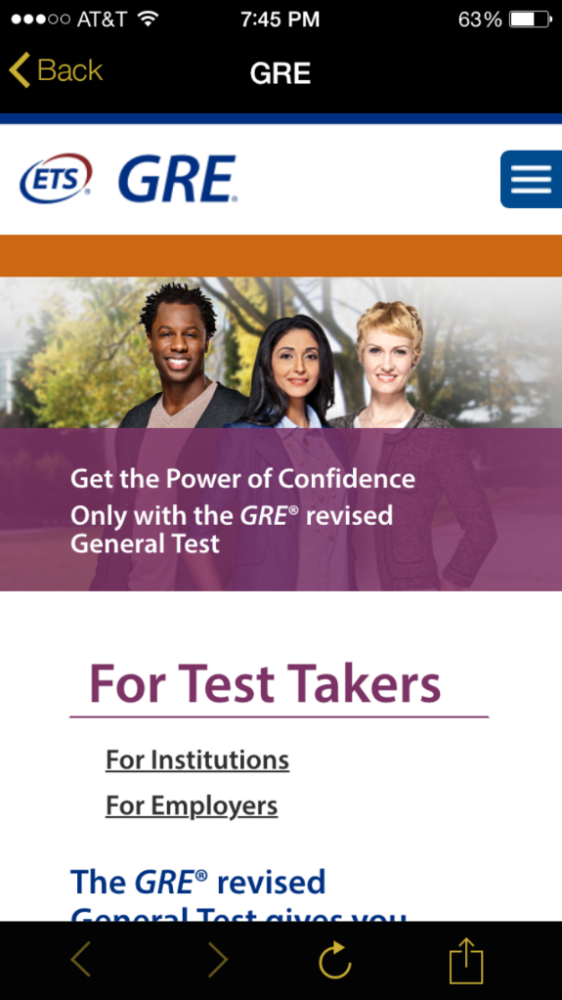 AT&T 7:45 PM 63%
Back GRE
ETS® GRE®
Get the Power of Confidence
Only with the GRE® revised
General Test
For Test Takers
For Institutions
For Employers
The GRE® revised
General Test gives you